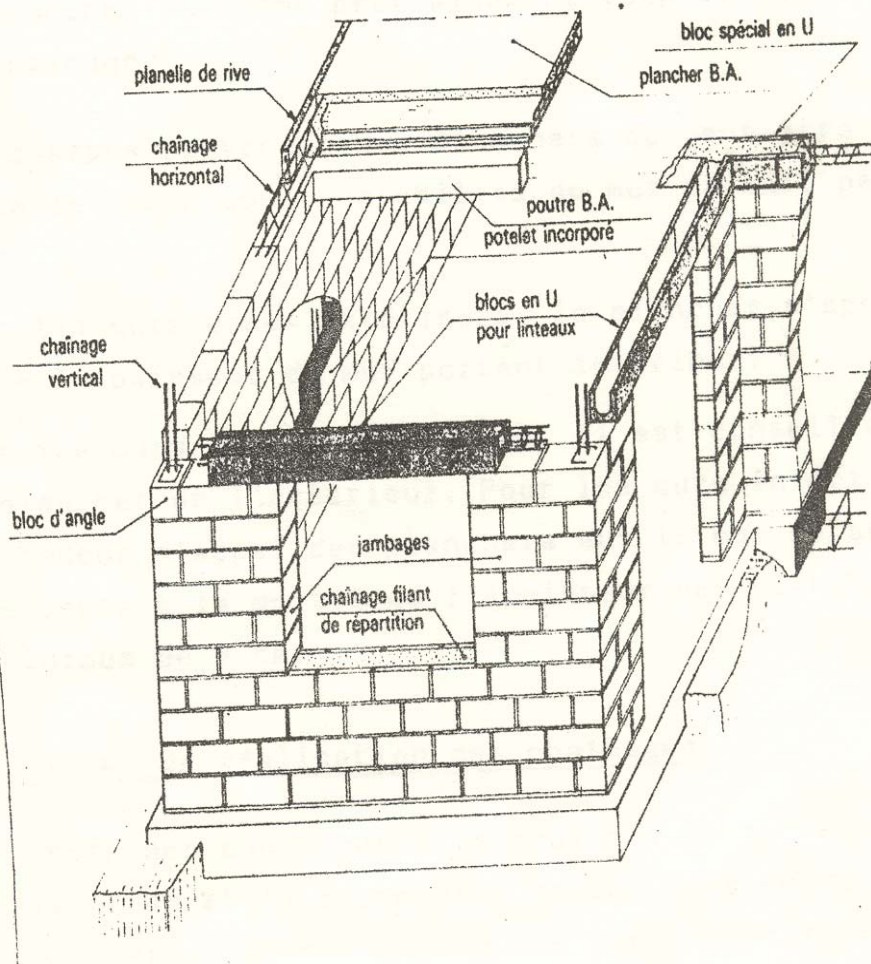 bloc spécial en U
plancher B.A.
planelle de rive
chaînage
horizontal
poutre B.A.
potelet incorporé
blocs en U
pour linteaux
chaînage
vertical
bloc d'angle
jambages
chaînage filant
de répartition